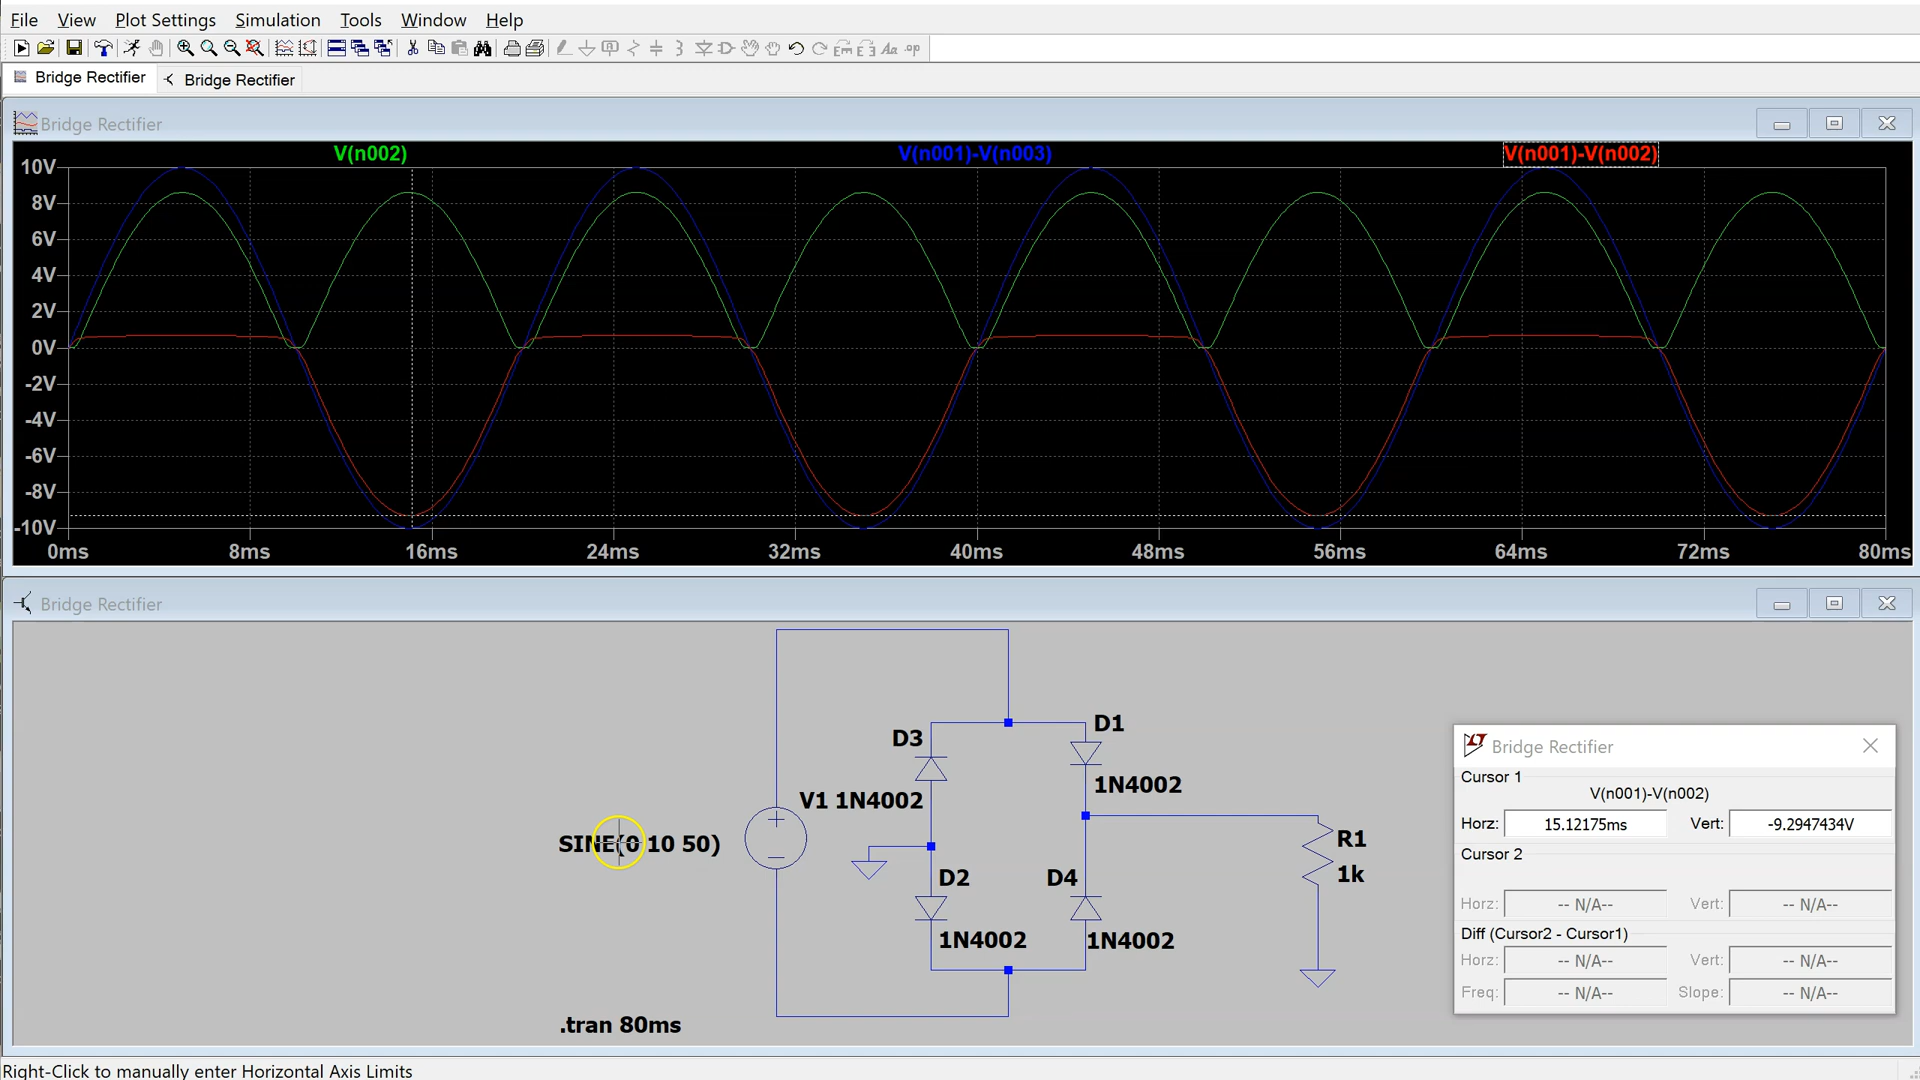 File View Plot Settings Simulation Tools Window Help
Bridge Rectifier Bridge Rectifier
Bridge Rectifier
V(n002) V(n001)-V(n003) V(n001)-V(n002)
10V
8V
6V
4V
2V
0V
-2V
-4V
-6V
-8V
-10V
0ms 8ms 16ms 24ms 32ms 40ms 48ms 56ms 64ms 72ms 80ms
Bridge Rectifier
D1
D3
1N4002
V1 1N4002
SINE(0 10 50)
R1
1k
D2 D4
1N4002 1N4002
.tran 80ms
Bridge Rectifier
Cursor 1
V(n001)-V(n002)
Horz: 15.12175ms Vert: -9.2947434V
Cursor 2
Horz: -- N/A-- Vert: -- N/A--
Diff (Cursor2 - Cursor1)
Horz: -- N/A-- Vert: -- N/A--
Freq: -- N/A-- Slope: -- N/A--
Right-Click to manually enter Horizontal Axis Limits